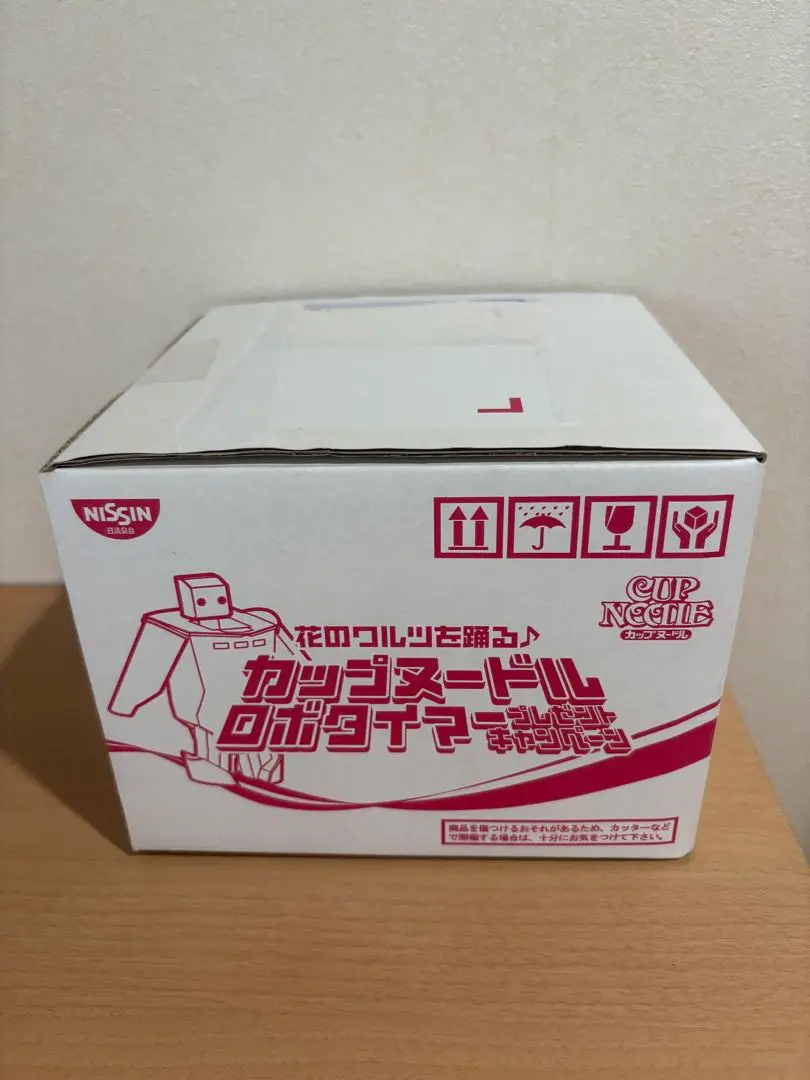 NISSIN
日清食品
CUP
NOODLE
カップヌードル
花のワルツを踊る♪
カップヌードル
ロボタイマープレゼント
キャンペーン
商品を傷つけるおそれがあるため、カッターなど
で開梱する場合は、十分にお気をつけて下さい。